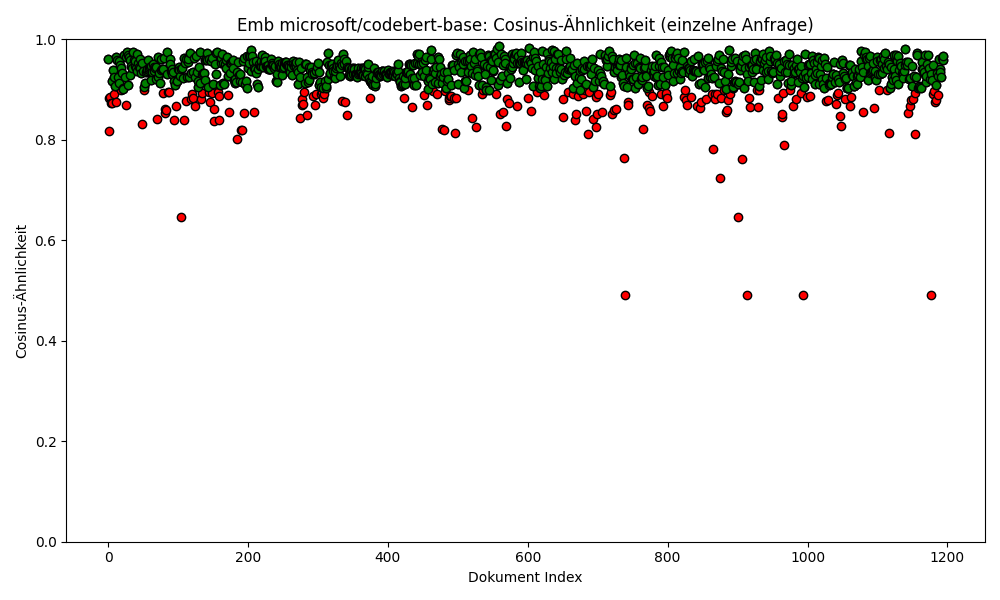 Emb microsoft/codebert-base: Cosinus-Ähnlichkeit (einzelne Anfrage)
Cosinus-Ähnlichkeit
1.0
0.8
0.6
0.4
0.2
0.0
0 200 400 600 800 1000 1200
Dokument Index